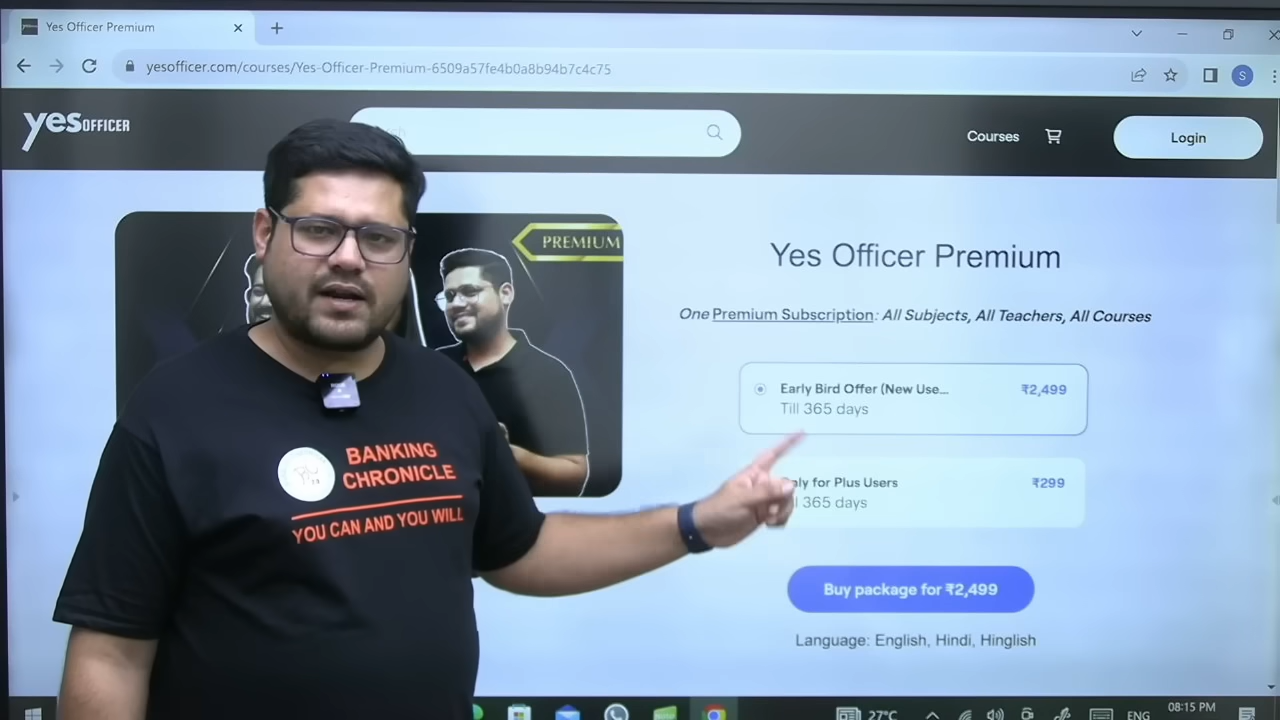 Yes Officer Premium
yesofficer.com/courses/Yes-Officer-Premium-6509a57fe4b0a8b94b7c4c75
S
yes OFFICER
Courses
Login
PREMIUM
Yes Officer Premium
One Premium Subscription: All Subjects, All Teachers, All Courses
Early Bird Offer (New Use...
₹2,499
Till 365 days
for Plus Users
₹299
365 days
Buy package for ₹2,499
Language: English, Hindi, Hinglish
BANKING
CHRONICLE
YOU CAN AND YOU WILL
27°C
ENG
08:15 PM